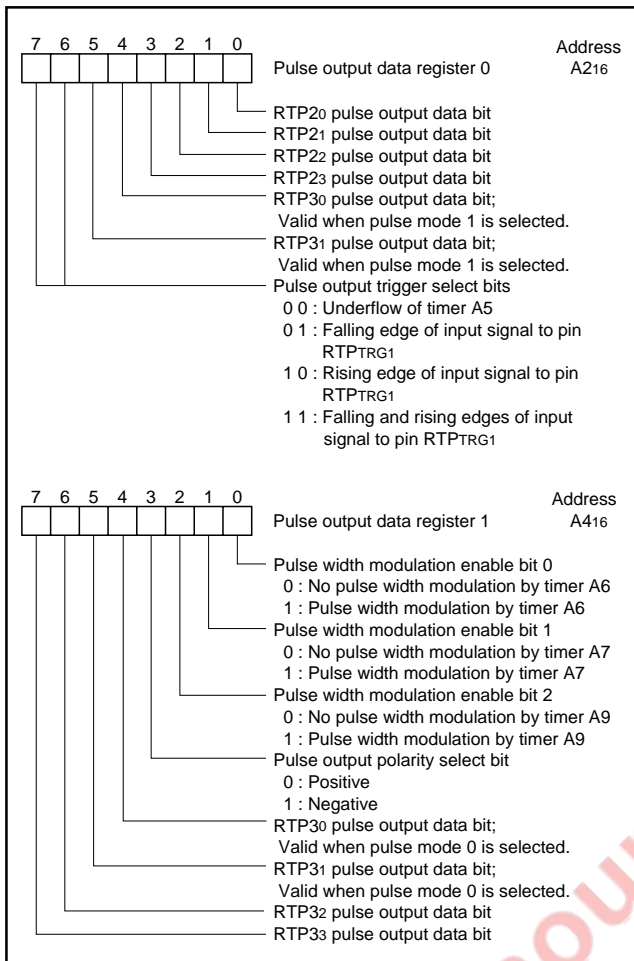 7 6 5 4 3 2 1 0
Address
Pulse output data register 0
A216
RTP20 pulse output data bit
RTP21 pulse output data bit
RTP22 pulse output data bit
RTP23 pulse output data bit
RTP30 pulse output data bit;
Valid when pulse mode 1 is selected.
RTP31 pulse output data bit;
Valid when pulse mode 1 is selected.
Pulse output trigger select bits
0 0 : Underflow of timer A5
0 1 : Falling edge of input signal to pin
RTPTRG1
1 0 : Rising edge of input signal to pin
RTPTRG1
1 1 : Falling and rising edges of input
signal to pin RTPTRG1
7 6 5 4 3 2 1 0
Address
Pulse output data register 1
A416
Pulse width modulation enable bit 0
0 : No pulse width modulation by timer A6
1 : Pulse width modulation by timer A6
Pulse width modulation enable bit 1
0 : No pulse width modulation by timer A7
1 : Pulse width modulation by timer A7
Pulse width modulation enable bit 2
0 : No pulse width modulation by timer A9
1 : Pulse width modulation by timer A9
Pulse output polarity select bit
0 : Positive
1 : Negative
RTP30 pulse output data bit;
Valid when pulse mode 0 is selected.
RTP31 pulse output data bit;
Valid when pulse mode 0 is selected.
RTP32 pulse output data bit
RTP33 pulse output data bit